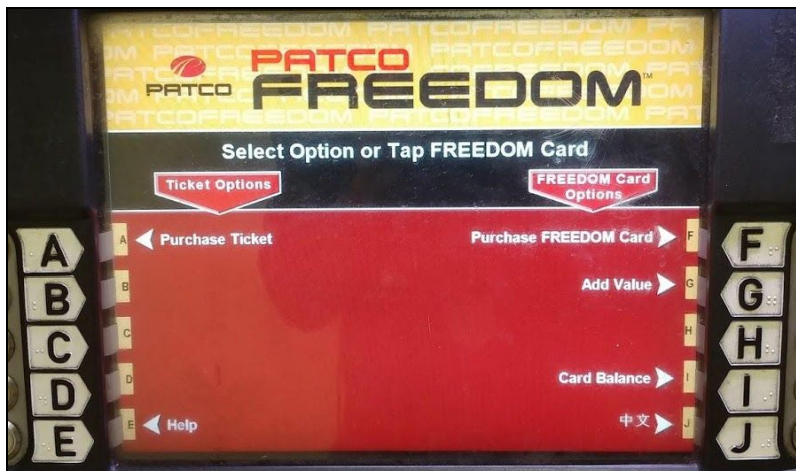 PATCO
PATCO
FREEDOM™
Select Option or Tap FREEDOM Card
Ticket Options
FREEDOM Card
Options
A
A
Purchase Ticket
Purchase FREEDOM Card
F
F
B
B
Add Value
G
G
C
C
H
H
D
D
Card Balance
I
I
E
E
Help
中文
J
J